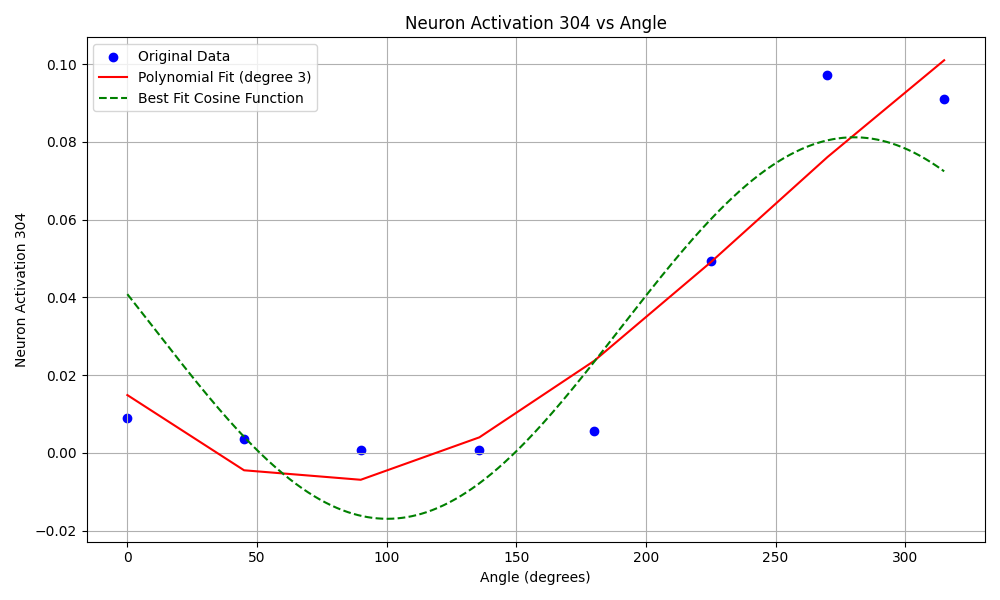 Neuron Activation 304 vs Angle
Original Data
Polynomial Fit (degree 3)
Best Fit Cosine Function
0.10
0.08
0.06
0.04
0.02
0.00
−0.02
Neuron Activation 304
0 50 100 150 200 250 300
Angle (degrees)